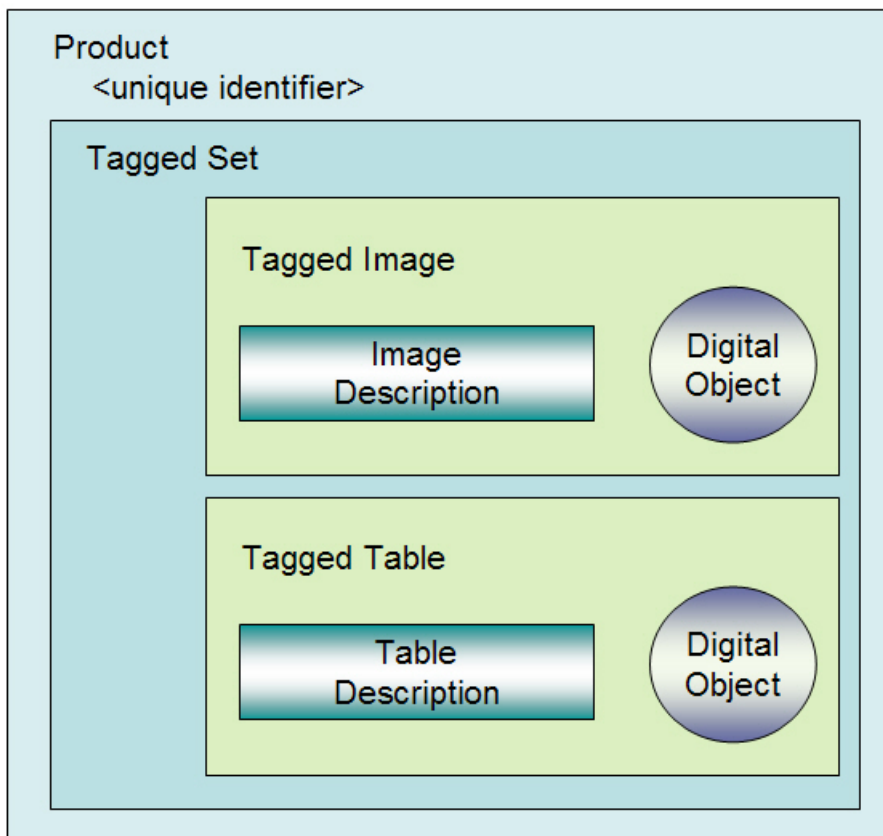 Product
<unique identifier>
Tagged Set
Tagged Image
Image
Description
Digital
Object
Tagged Table
Table
Description
Digital
Object